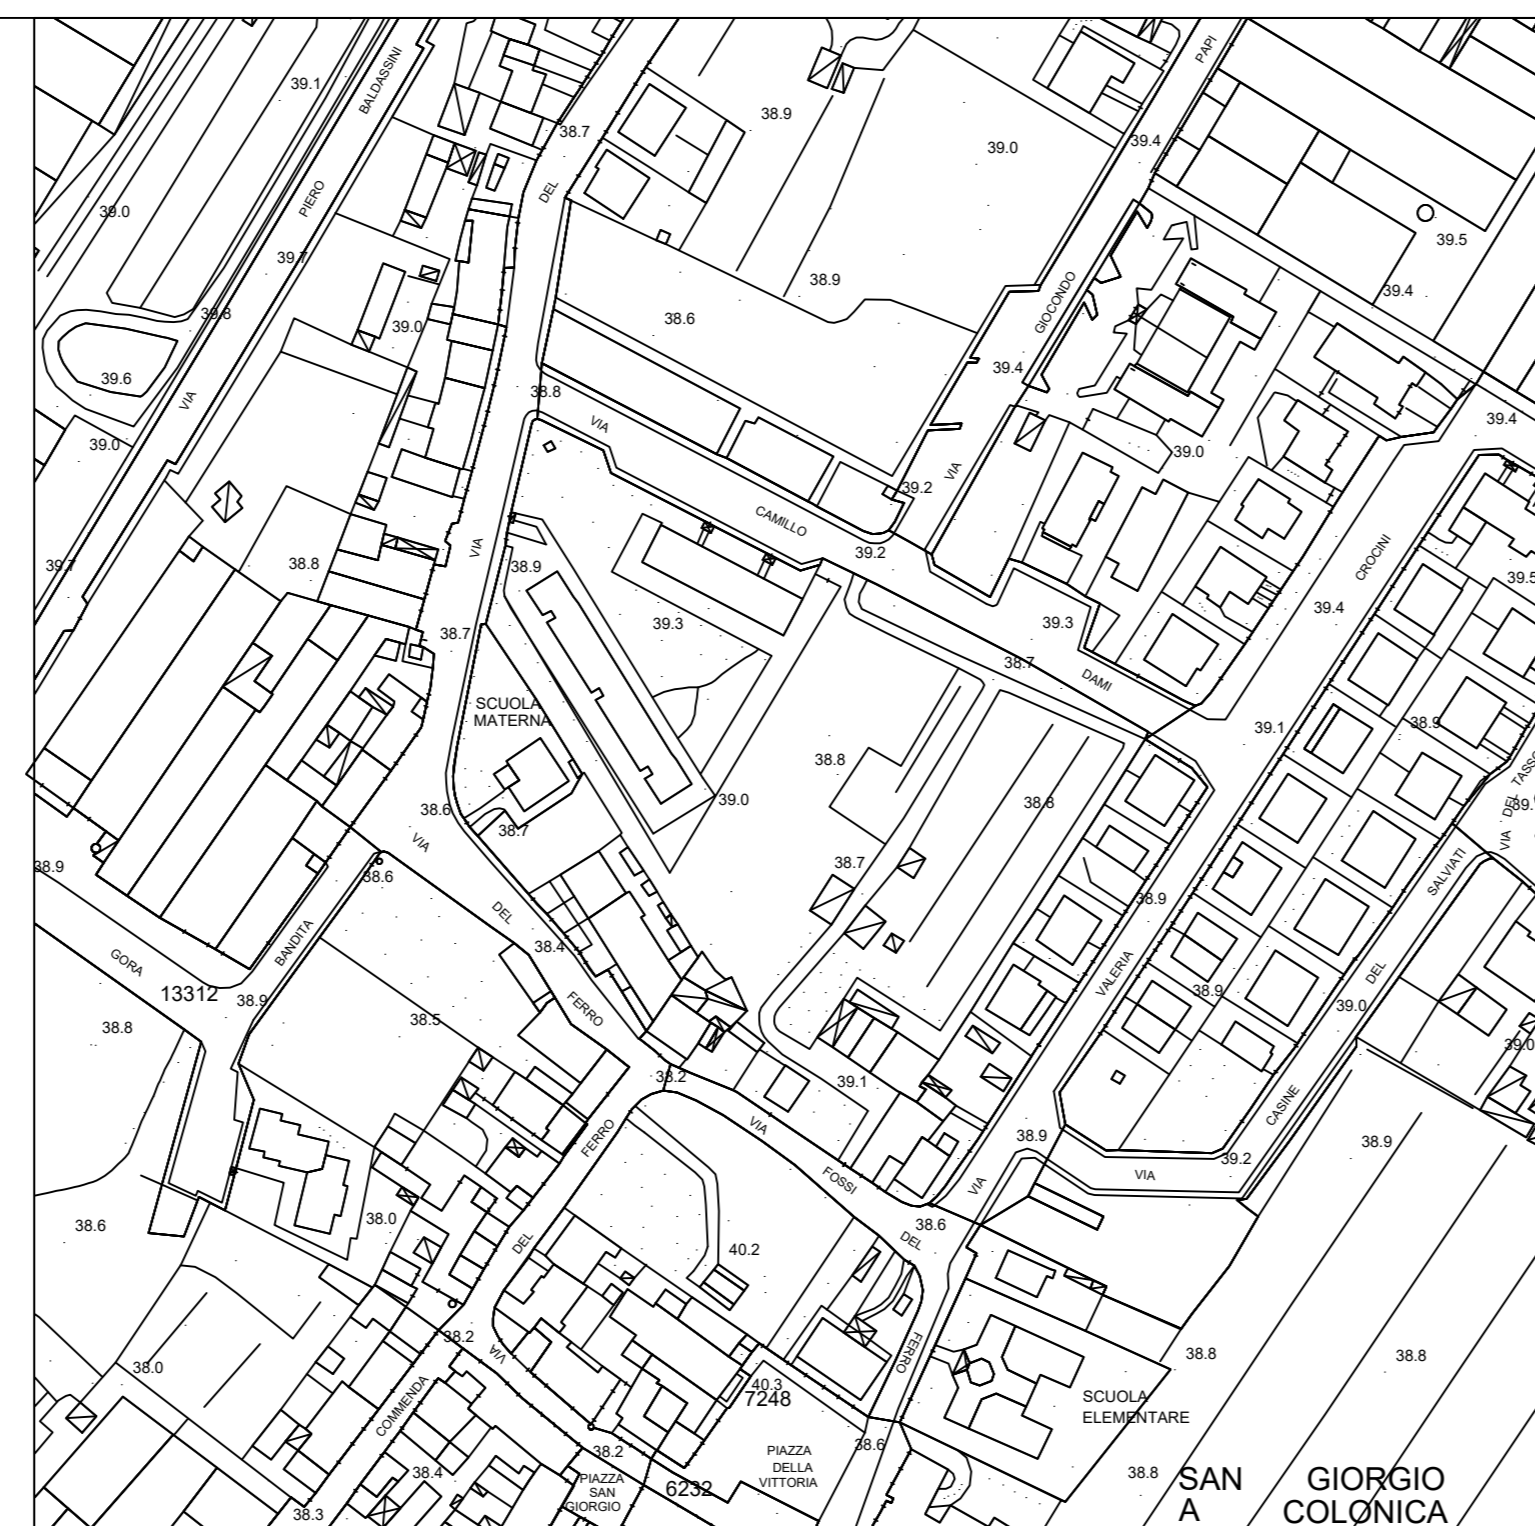 PAPI
BALDASSINI
39.1
38.9
38.7
39.4
39.0
DEL
PIERO
39.0
39.5
39.7
38.9
39.4
GIOCONDO
39.8
38.6
39.0
39.4
39.6
38.8
VIA
VIA
39.4
39.0
39.0
VIA
39.2
CAMILLO
VIA
39.2
CROCINI
39.7
38.8
38.9
39.5
39.4
38.7
39.3
39.3
38.7
DAMI
SCUOLA
MATERNA
39.1
38.9
38.8
TASSO
DEL
VIA
39.0
38.8
38.6
38.7
VIA
38.9
38.6
38.7
SALVIATI
38.9
DEL
BANDITA
38.4
GORA
VALERIA
DEL
13312
38.9
38.9
39.0
FERRO
38.8
38.5
39.0
38.2
39.1
CASINE
VIA
FERRO
38.9
38.9
39.2
VIA
FOSSI
VIA
38.0
38.6
38.6
DEL
DEL
40.2
38.2
VIA
FERRO
38.8
38.8
38.0
40.3
7248
COMMENDA
SCUOLA
ELEMENTARE
38.6
38.2
PIAZZA
DELLA
VITTORIA
38.4
38.8
PIAZZA
SAN
GIORGIO
6232
38.3
SAN GIORGIO
A COLONICA